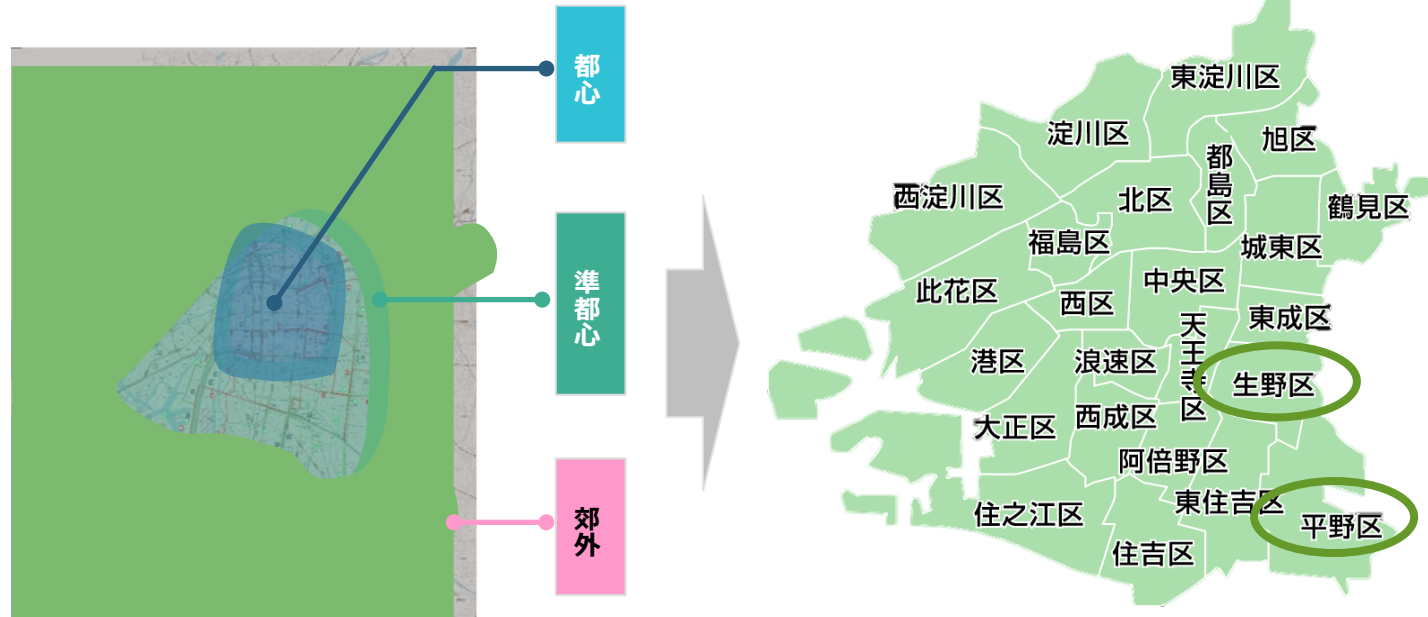 都心
準都心
郊外
東淀川区
淀川区
旭区
都島区
西淀川区
北区
鶴見区
福島区
城東区
此花区
西区
中央区
東成区
天王寺区
港区
浪速区
生野区
大正区
西成区
阿倍野区
東住吉区
住之江区
平野区
住吉区